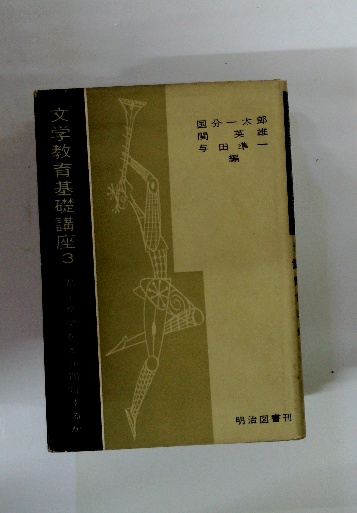 文学教育基礎講座3
国分一太郎
関英雄
与田準一
編
明治図書刊